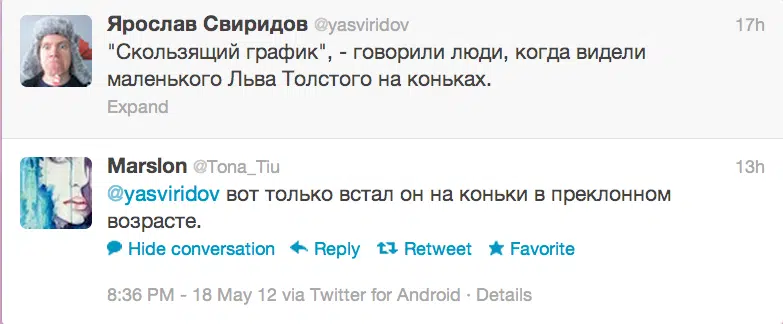 Ярослав Свиридов @yasviridov 17h
"Скользящий график", - говорили люди, когда видели
маленького Льва Толстого на коньках.
Expand
Marslon @Tona_Tiu 13h
@yasviridov вот только встал он на коньки в преклонном
возрасте.
Hide conversation Reply Retweet Favorite
8:36 PM - 18 May 12 via Twitter for Android · Details